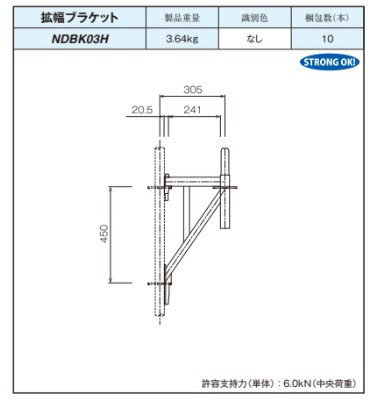 拡幅ブラケット 製品重量 識別色 梱包数(本)
NDBK03H 3.64kg なし 10
STRONG OK!
305
20.5 241
450
許容支持力(単体):6.0kN(中央荷重)